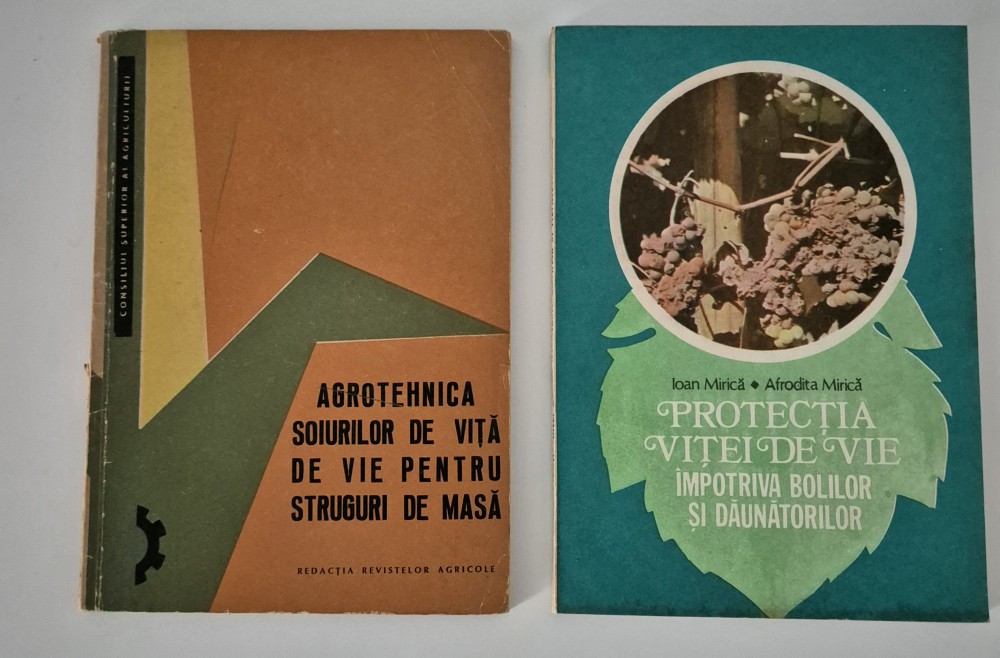 CONSILIUL SUPERIOR AL AGRICULTURII
AGROTEHNICA
SOIURILOR DE VIȚĂ
DE VIE PENTRU
STRUGURI DE MASĂ
REDACȚIA REVISTELOR AGRICOLE
Ioan Mirică ◆ Afrodita Mirică
PROTECȚIA
VIȚEI DE VIE
ÎMPOTRIVA BOLILOR
ȘI DĂUNĂTORILOR